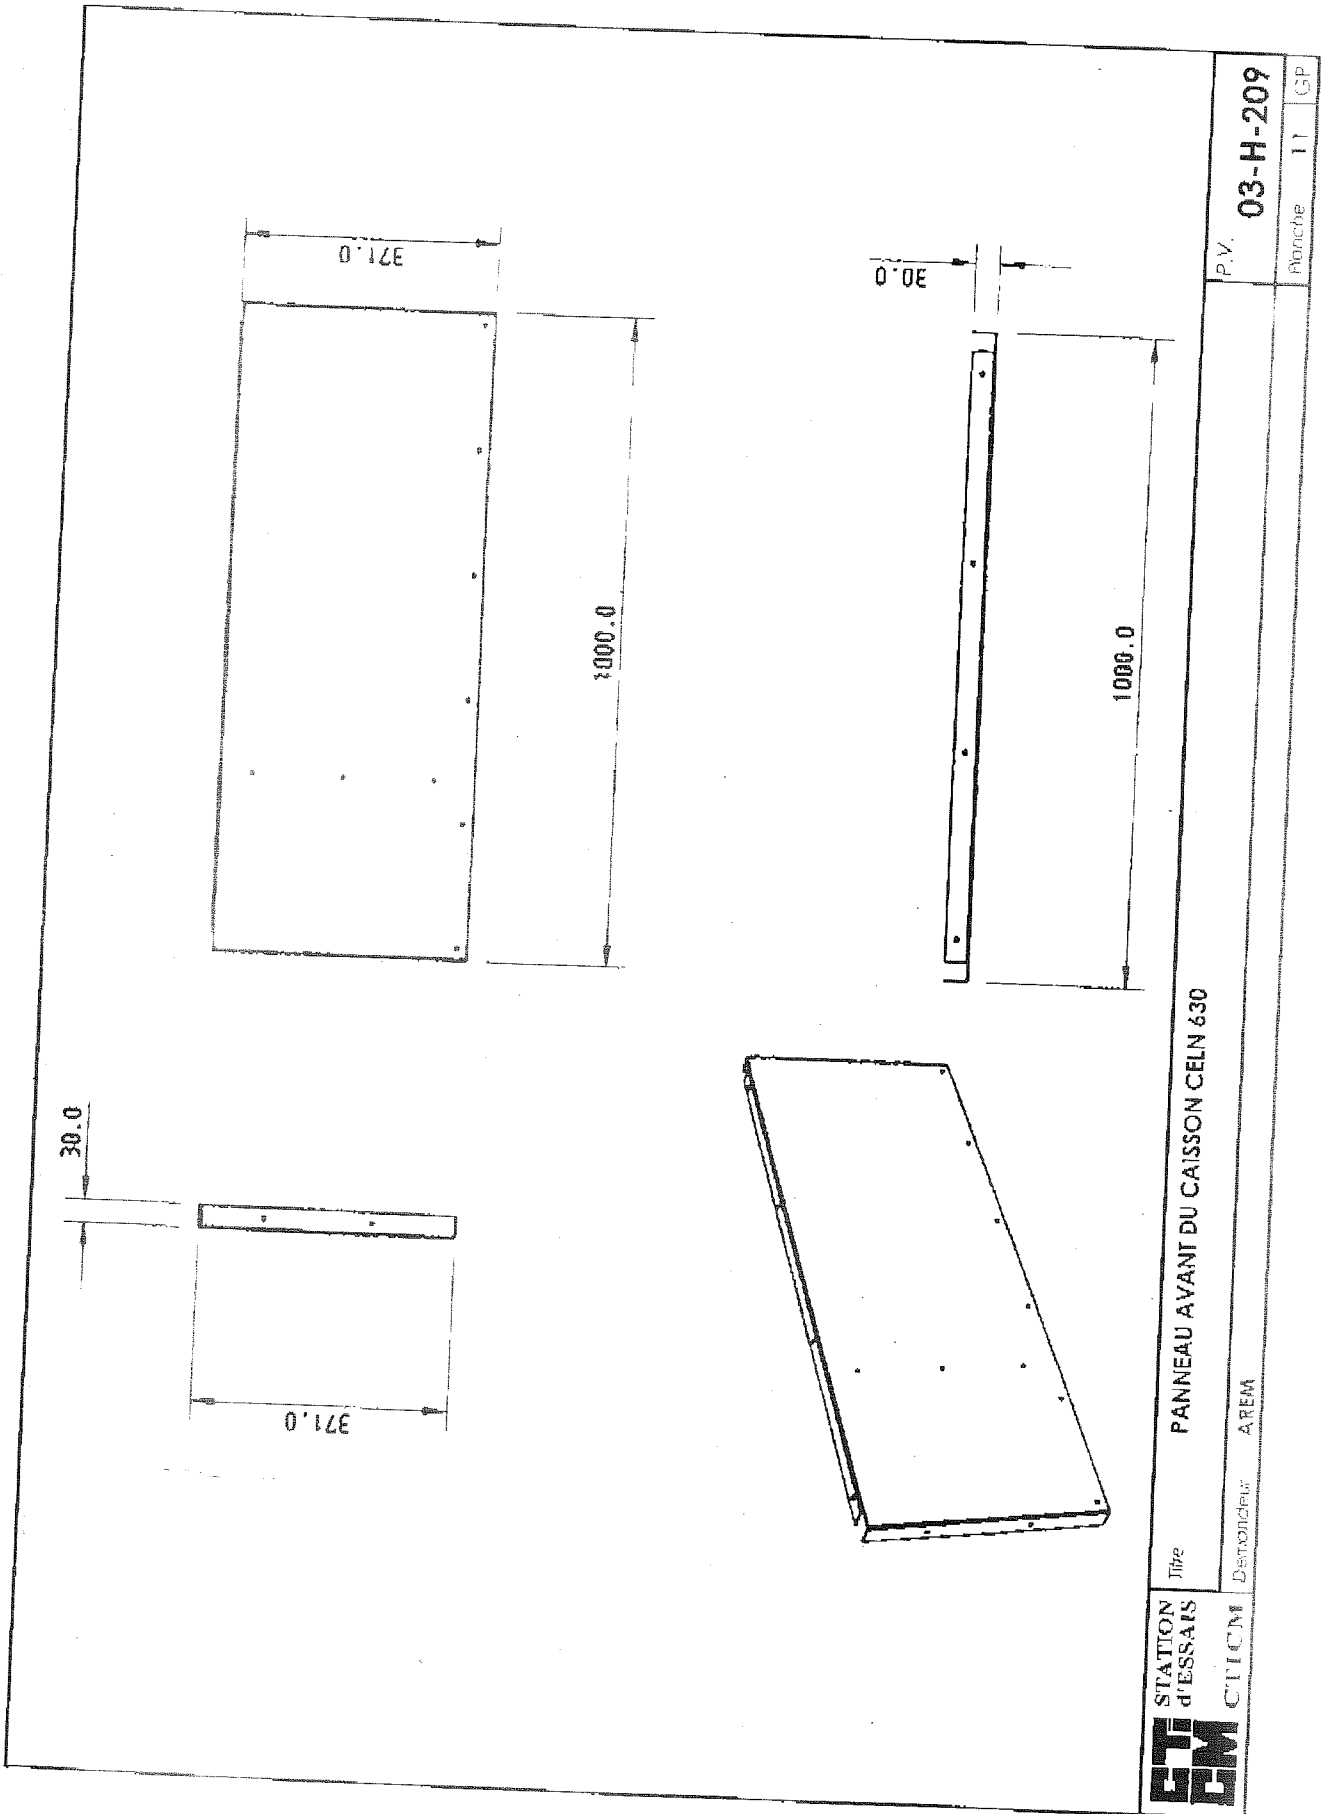 30.0
371.0
371.0
1000.0
30.0
1000.0
STATION
d'ESSAIS
CTICM
Titre
PANNEAU AVANT DU CAISSON CELN 630
Demandeur AREM
P.V.
03-H-209
Planche 11 GP